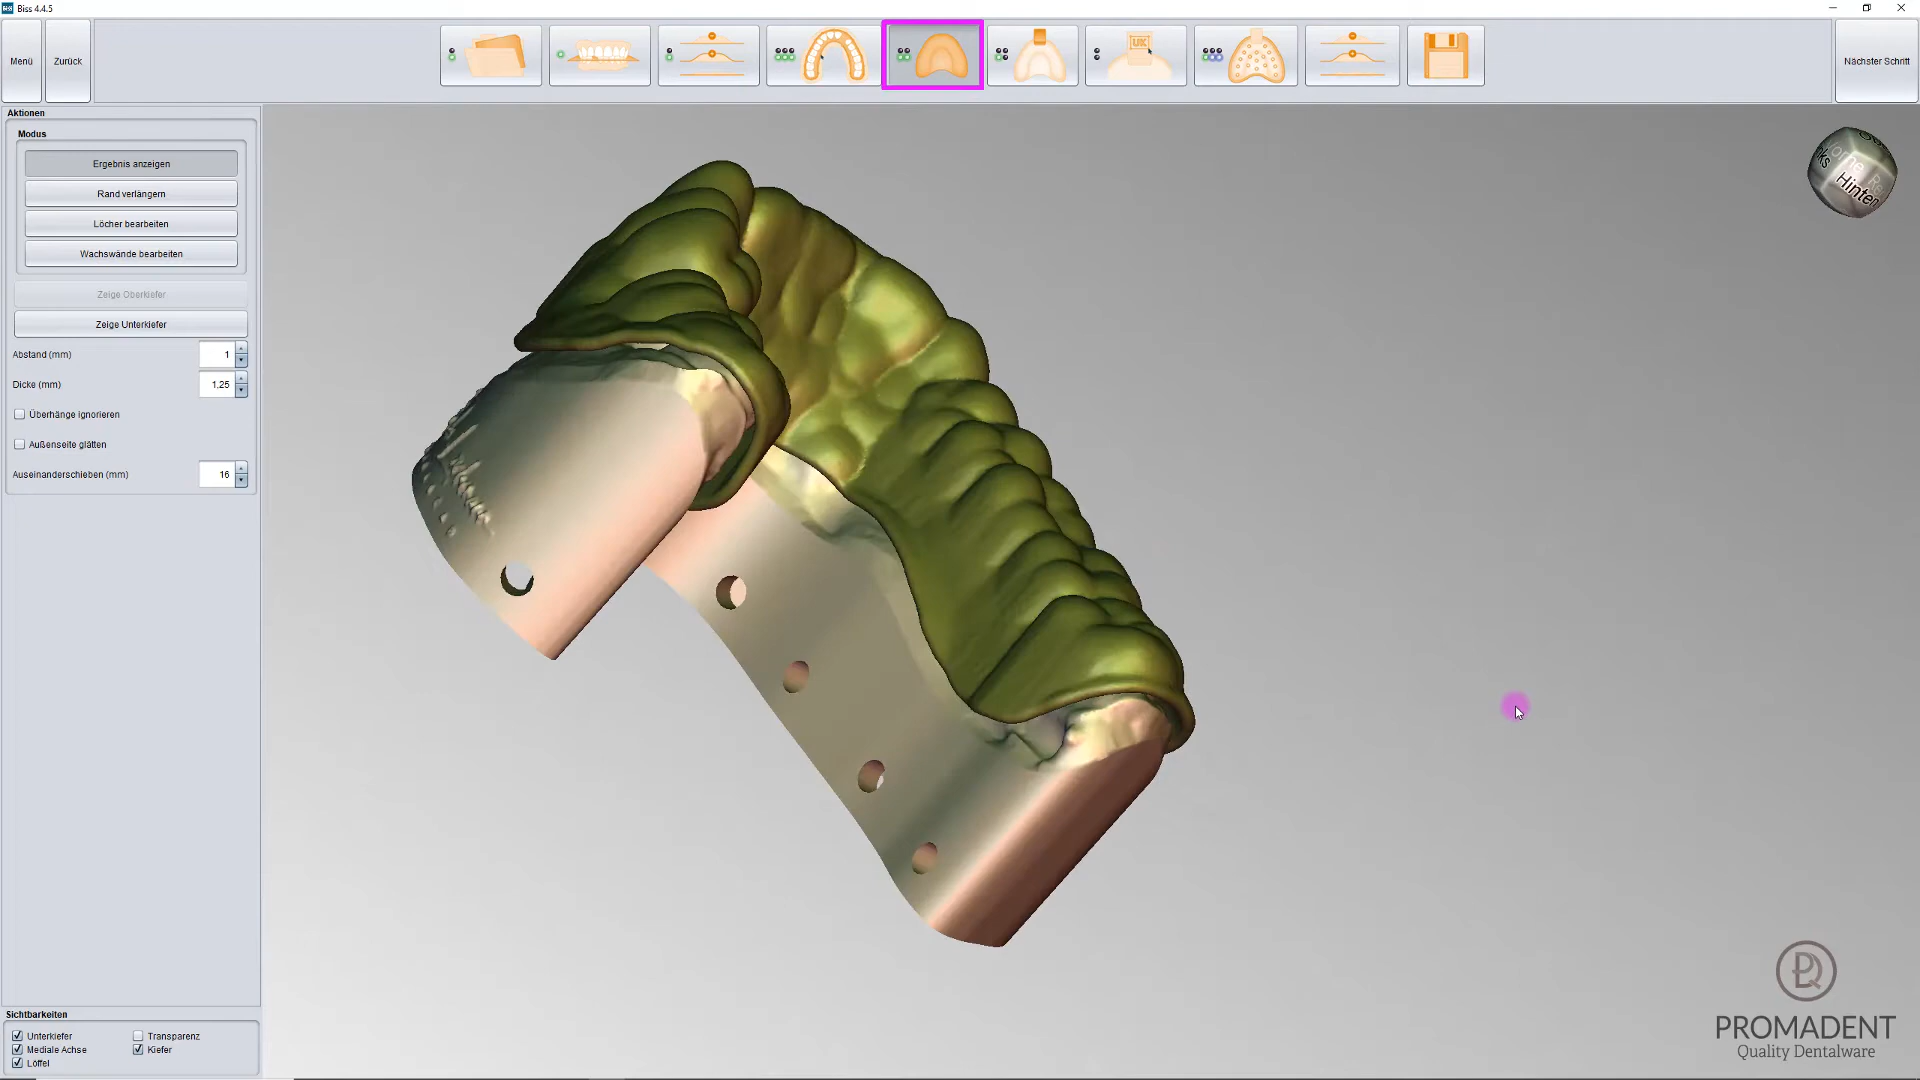 Biss 4.4.5
Menü
Zurück
UK
Nächster Schritt
Aktionen
Modus
Ergebnis anzeigen
Rand verlängern
Löcher bearbeiten
Wachswände bearbeiten
Zeige Oberkiefer
Zeige Unterkiefer
Abstand (mm) 1
Dicke (mm) 1.25
Überhänge ignorieren
Außenseite glätten
Auseinanderschieben (mm) 16
Hinten
Sichtbarkeiten
Unterkiefer Transparenz
Mediale Achse Kiefer
Löffel
PROMADENT
Quality Dentalware